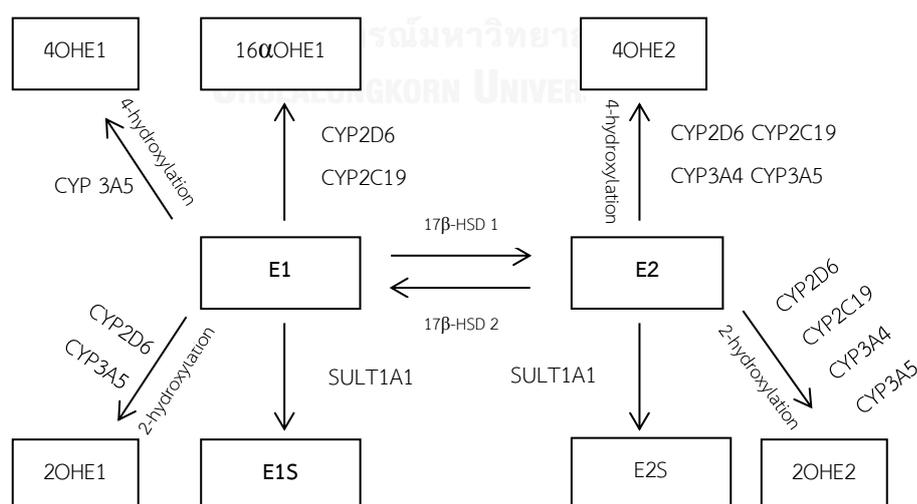 4OHE1
16αOHE1
4OHE2
4-hydroxylation
CYP 3A5
CYP2D6
CYP2C19
4-hydroxylation
CYP2D6 CYP2C19
CYP3A4 CYP3A5
E1
17β-HSD 1
17β-HSD 2
E2
CYP2D6
CYP3A5
2-hydroxylation
SULT1A1
SULT1A1
2-hydroxylation
CYP2D6
CYP2C19
CYP3A4
CYP3A5
2OHE1
E1S
E2S
2OHE2